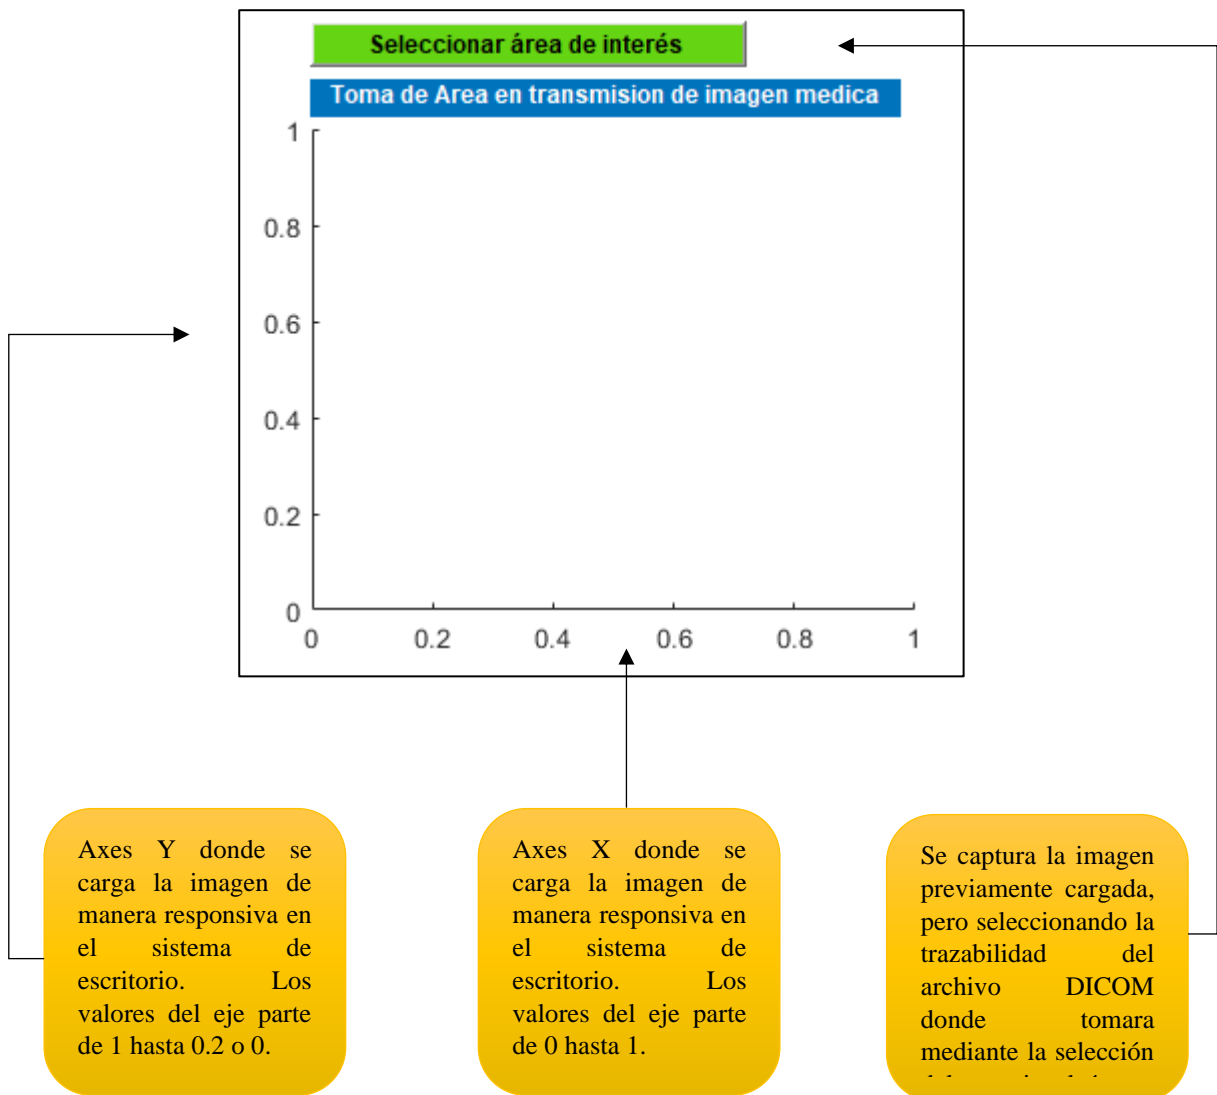 Seleccionar área de interés
Toma de Area en transmision de imagen medica
1
0.8
0.6
0.4
0.2
0
0 0.2 0.4 0.6 0.8 1
Axes Y donde se
carga la imagen de
manera responsiva en
el sistema de
escritorio. Los
valores del eje parte
de 1 hasta 0.2 o 0.
Axes X donde se
carga la imagen de
manera responsiva en
el sistema de
escritorio. Los
valores del eje parte
de 0 hasta 1.
Se captura la imagen
previamente cargada,
pero seleccionando la
trazabilidad del
archivo DICOM
donde tomara
mediante la selección